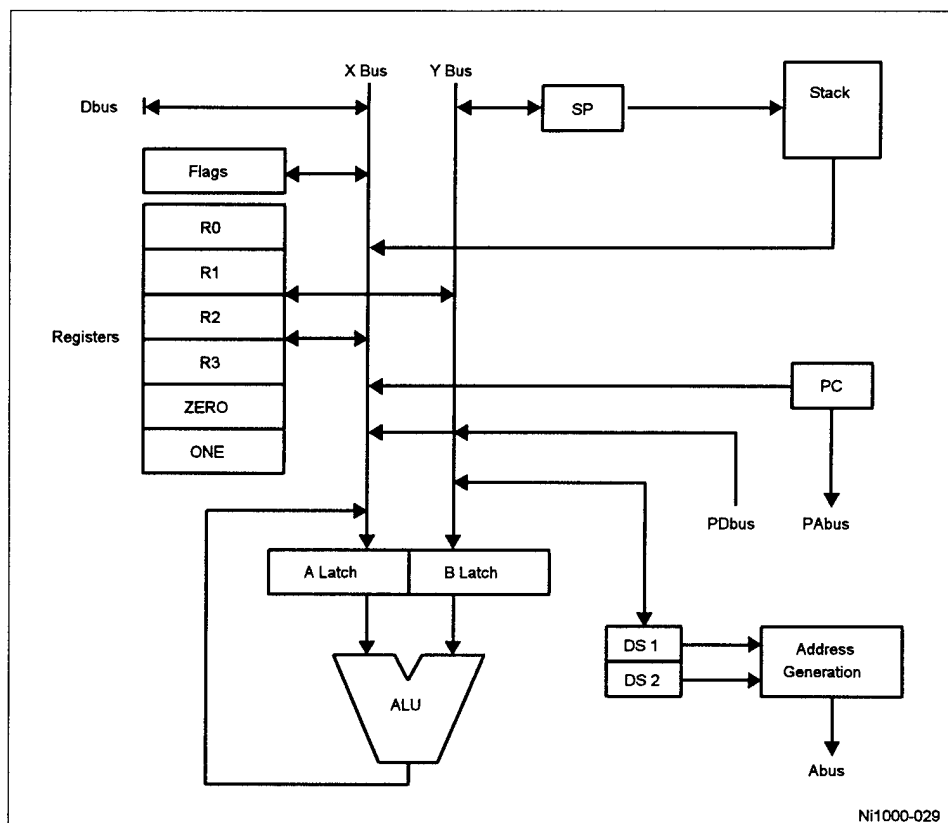 X Bus
Y Bus
Dbus
SP
Stack
Flags
R0
R1
R2
R3
ZERO
ONE
Registers
PC
PDbus
PAbus
A Latch
B Latch
ALU
DS 1
DS 2
Address
Generation
Abus
Ni1000-029